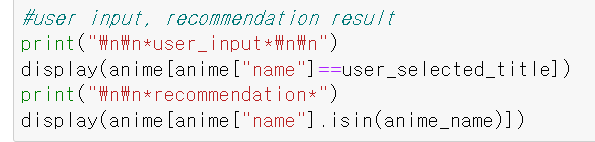 #user input, recommendation result
print("₩n₩n*user_input*₩n₩n")
display(anime[anime["name"]==user_selected_title])
print("₩n₩n*recommendation*")
display(anime[anime["name"].isin(anime_name)])